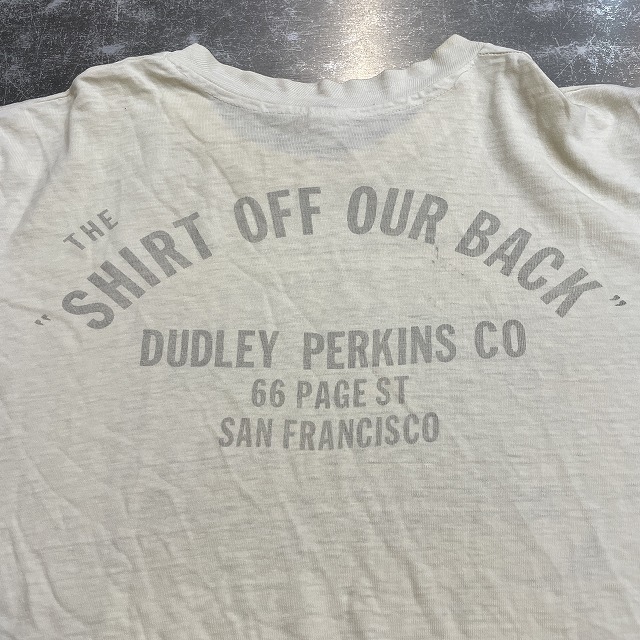 THE
"SHIRT OFF OUR BACK"
DUDLEY PERKINS CO
66 PAGE ST
SAN FRANCISCO